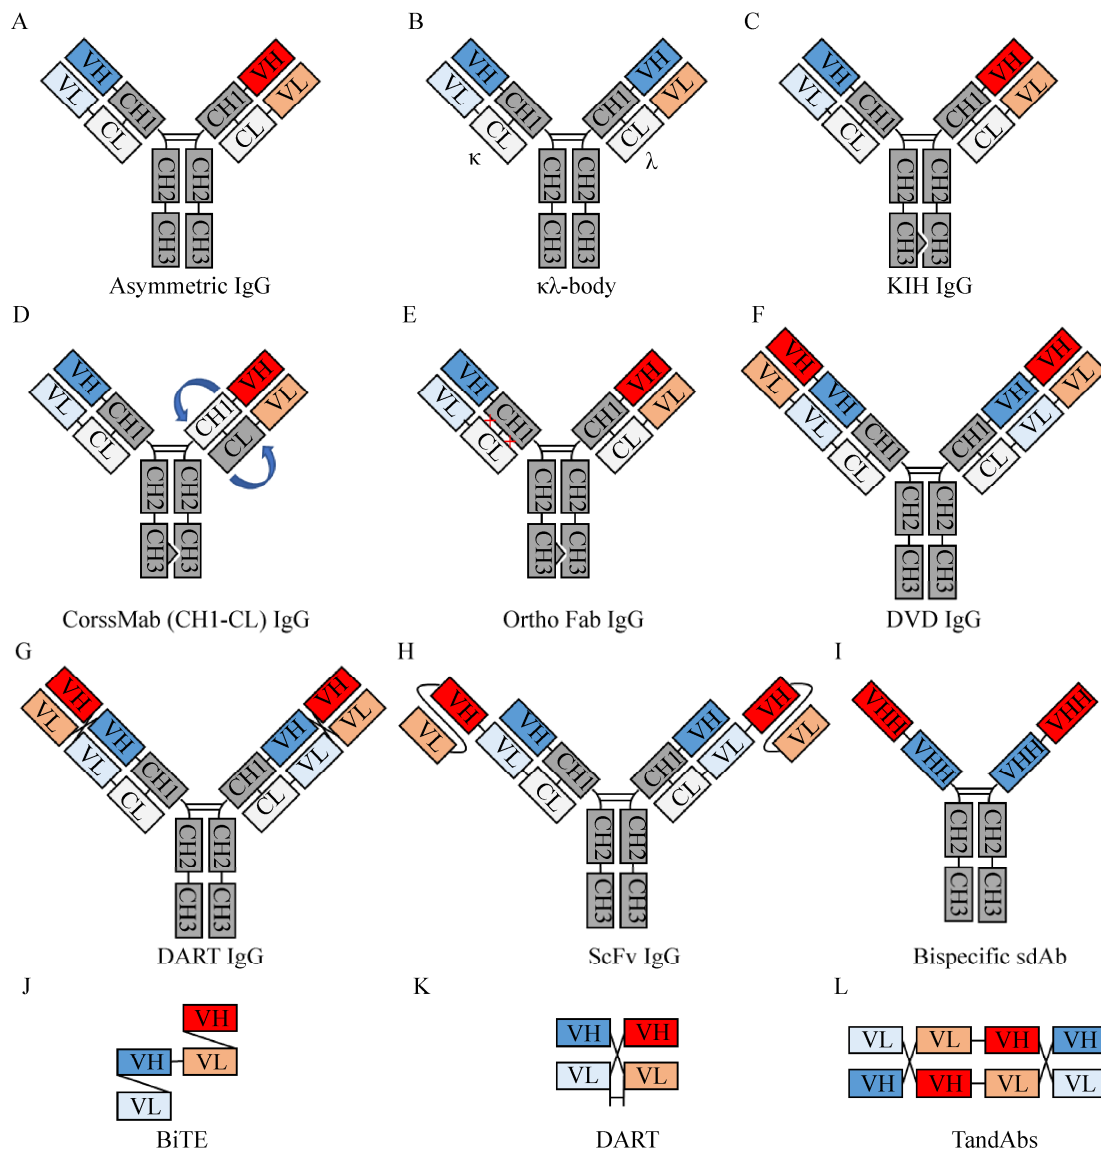 A
B
C
VH
VL
CH1
CL
CH2
CH2
CH3
CH3
CH1
CL
VH
VL
Asymmetric IgG
VH
VL
CH1
CL
κ
CH2
CH2
CH3
CH3
CH1
CL
λ
VH
VL
κλ-body
VH
VL
CH1
CL
CH2
CH2
CH3
CH3
CH1
CL
VH
VL
KIH IgG
D
E
F
VH
VL
CH1
CL
CH2
CH2
CH3
CH3
CH1
CL
VH
VL
CorssMab (CH1-CL) IgG
VH
VL
CH1
CL
CH2
CH2
CH3
CH3
CH1
CL
VH
VL
Ortho Fab IgG
VH
VL
VH
VL
CH1
CL
CH2
CH2
CH3
CH3
CH1
CL
VH
VL
VH
VL
DVD IgG
G
H
I
VH
VL
VH
VL
CH1
CL
CH2
CH2
CH3
CH3
CH1
CL
VH
VL
VH
VL
DART IgG
VH
VL
VH
VL
CH1
CL
CH2
CH2
CH3
CH3
CH1
CL
VH
VL
VH
VL
ScFv IgG
VHH
VHH
CH2
CH2
CH3
CH3
VHH
VHH
Bispecific sdAb
J
K
L
VH
VH
VL
VL
BiTE
VH
VH
VL
VL
DART
VL
VL
VH
VH
VH
VH
VL
VL
TandAbs